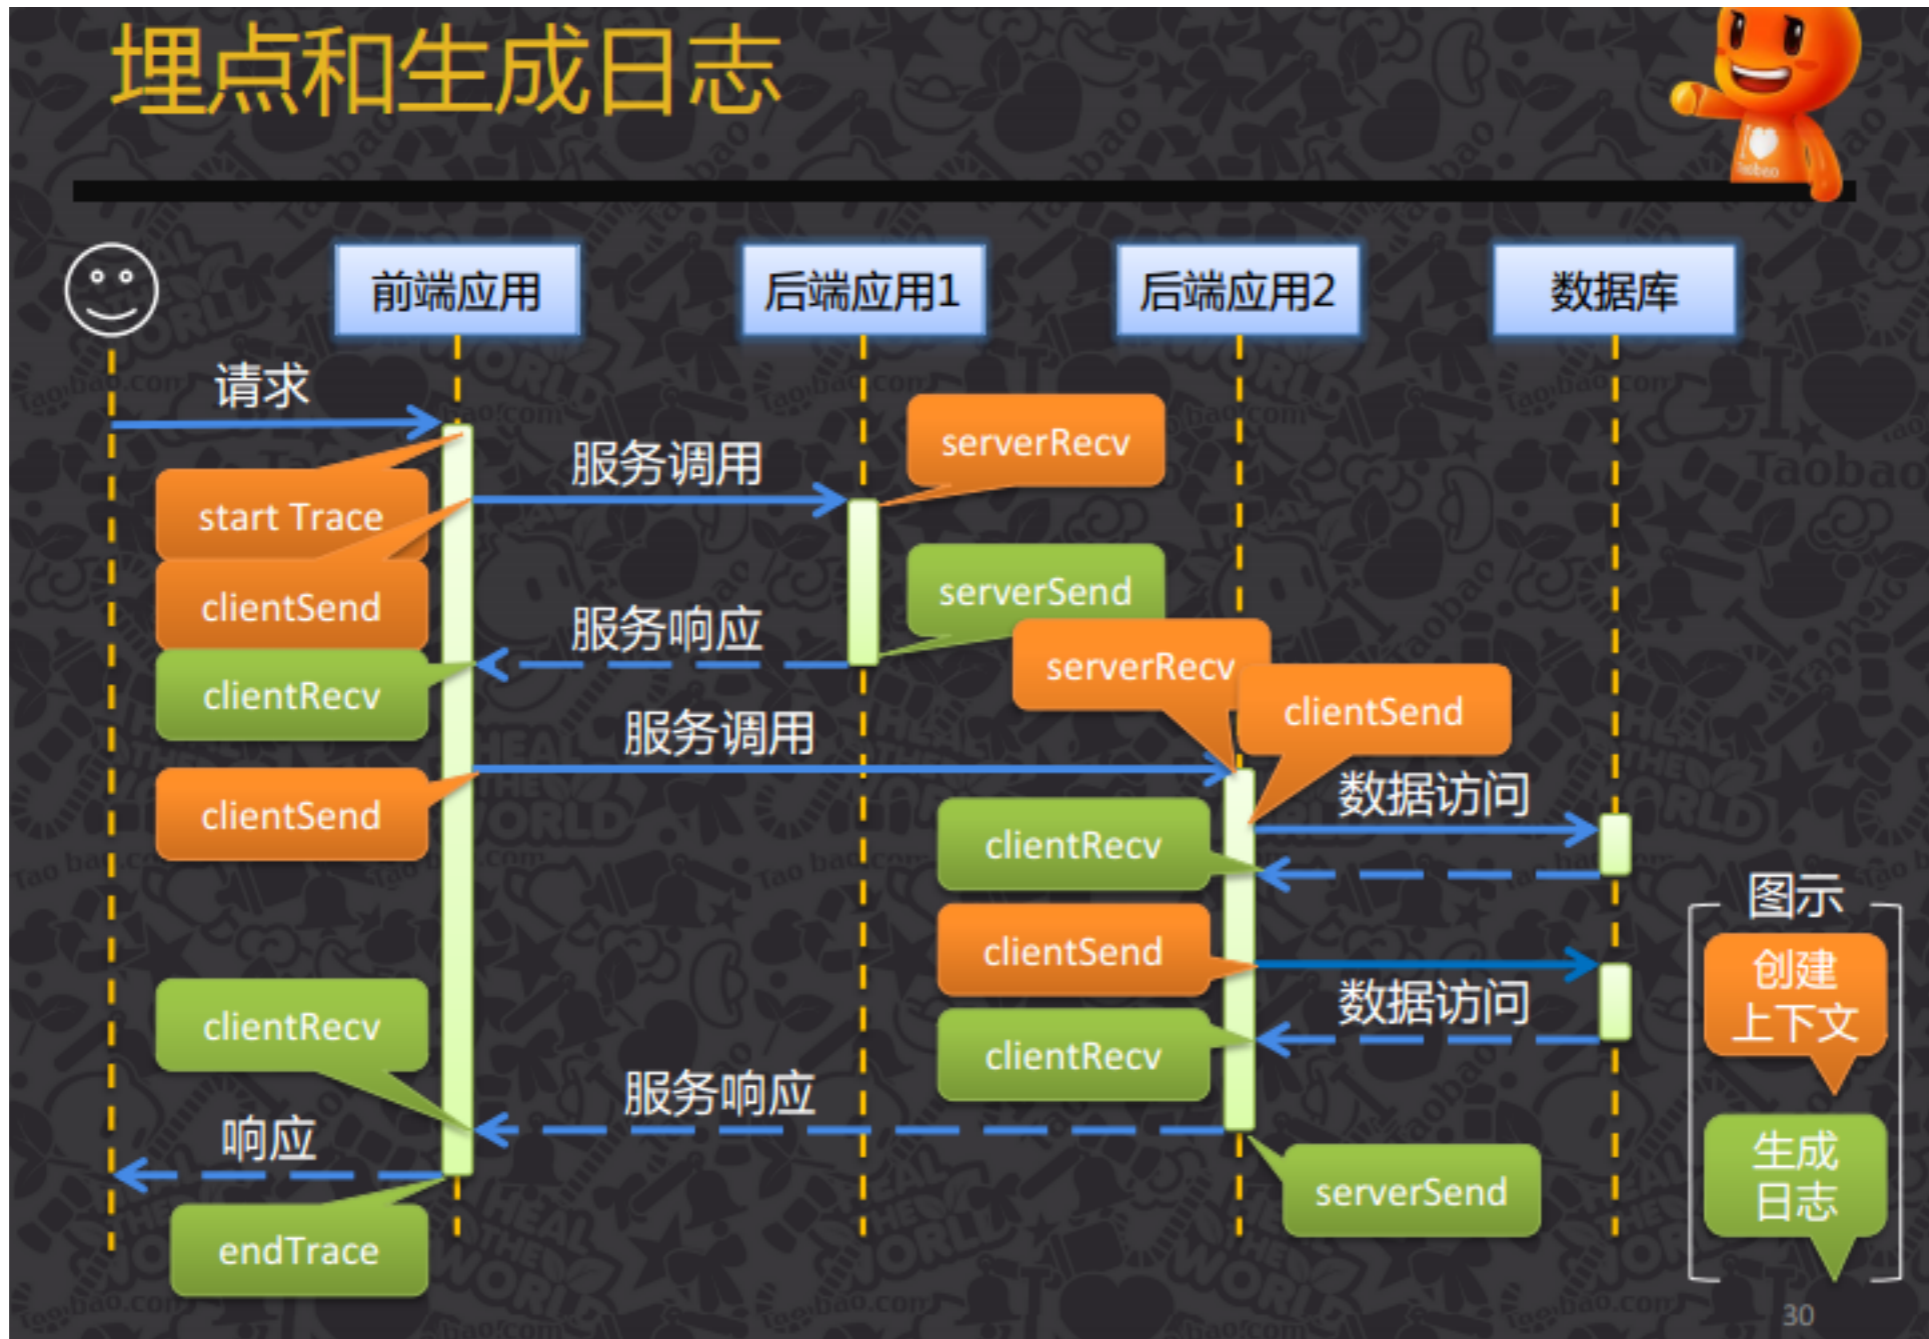 埋点和生成日志
前端应用
后端应用1
后端应用2
数据库
请求
serverRecv
服务调用
start Trace
clientSend
serverSend
服务响应
serverRecv
clientRecv
clientSend
服务调用
clientSend
数据访问
clientRecv
图示
clientSend
创建
上下文
数据访问
clientRecv
clientRecv
服务响应
响应
生成
日志
serverSend
endTrace
30